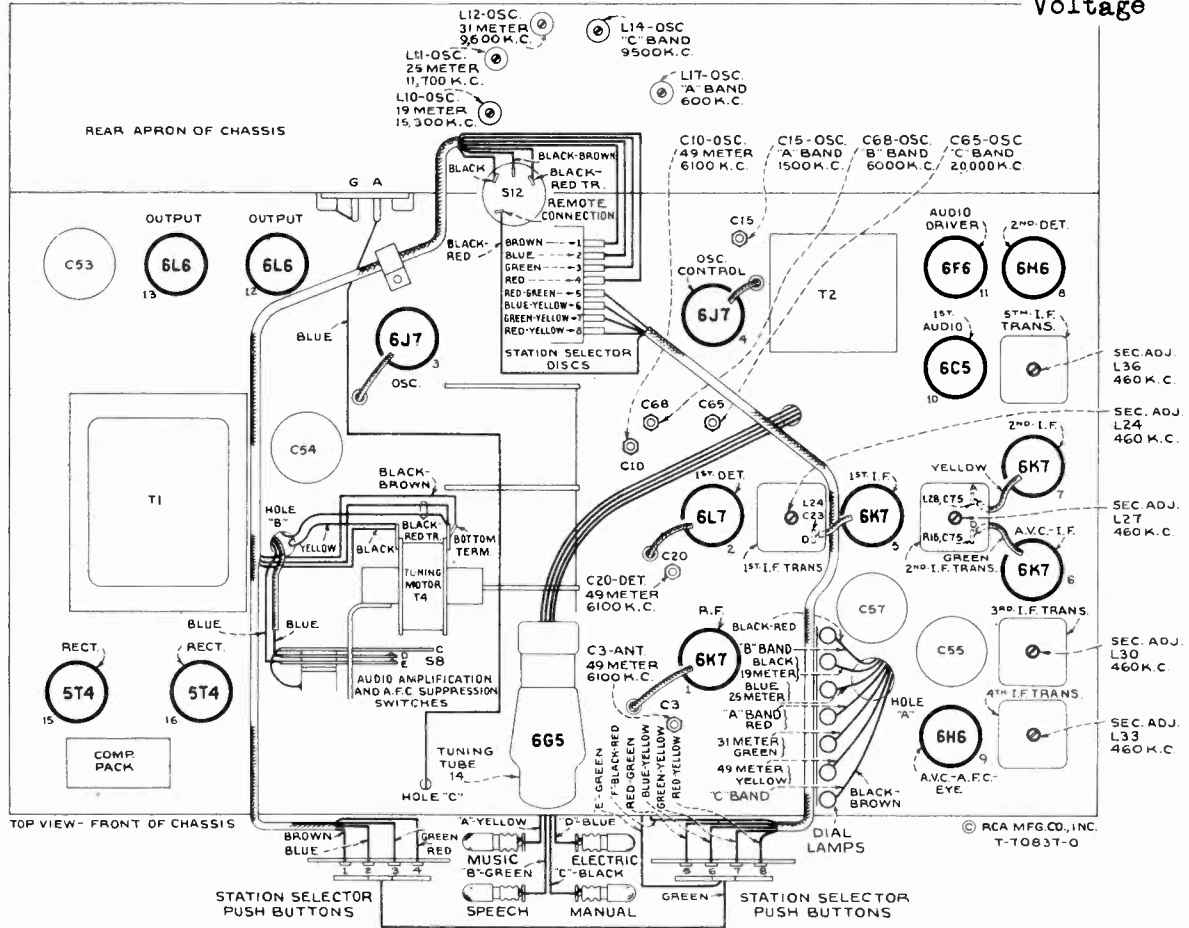 Voltage
L12-OSC.
31 METER
9,600 K.C.
L14-OSC
"C" BAND
9500K.C.
L11-OSC.
25 METER
11,700 K.C.
L17-OSC.
"A" BAND
600 K.C.
L10-OSC.
19 METER
15,300K.C.
REAR APRON OF CHASSIS
BLACK
BLACK-BROWN
BLACK-
RED TR.
S12
REMOTE
CONNECTION
C10-OSC.
49 METER
6100 K.C.
C15-OSC.
"A" BAND
1500K.C.
C68-OSC.
"B" BAND
6000K.C.
C65-OSC
"C" BAND
20,000K.C.
G A
OUTPUT
OUTPUT
C53
6L6
13
6L6
12
BLACK-
RED
BROWN 1
BLUE 2
GREEN 3
RED 4
RED-GREEN 5
BLUE-YELLOW 6
GREEN-YELLOW 7
RED-YELLOW 8
STATION SELECTOR
DISCS
C15
OSC.
CONTROL
6J7
4
T2
AUDIO
DRIVER
6F6
11
2ND. DET.
6H6
8
1ST.
AUDIO
6C5
10
5TH. I.F.
TRANS.
SEC. ADJ.
L36
460 K.C.
BLUE
6J7
3
OSC.
C68
C65
C10
SEC. ADJ.
L24
460 K.C.
T1
C54
BLACK-
BROWN
HOLE
"B"
YELLOW
BLACK
BLACK-
RED TR.
BOTTOM
TERM
TUNING
MOTOR
T4
1ST. DET.
6L7
2
C20
C20-DET.
49 METER
6100 K.C.
L24
C23
D
1ST. I.F. TRANS
1ST. I.F.
6K7
5
2ND. I.F.
6K7
7
YELLOW
L28, C75
A
R16, C75
D
GREEN
2ND. I.F. TRANS.
A.V.C.-I.F.
6K7
6
SEC. ADJ.
L27
460 K.C.
BLUE
BLUE
C
D
E
S8
AUDIO AMPLIFICATION
AND A.F.C. SUPPRESSION
SWITCHES
RECT.
5T4
15
RECT.
5T4
16
COMP.
PACK
R.F.
6K7
1
C3-ANT.
49 METER
6100 K.C.
C3
C57
C55
3RD. I.F. TRANS.
SEC. ADJ.
L30
460K.C.
4TH I.F. TRANS.
SEC. ADJ.
L33
460 K.C.
BLACK-RED
"B" BAND
BLACK
19 METER
BLUE
25 METER
"A" BAND
RED
31 METER
GREEN
49 METER
YELLOW
"C" BAND
HOLE
"A"
BLACK-
BROWN
DIAL
LAMPS
6H6
9
A.V.C.-A.F.C.-
EYE
6G5
TUNING
TUBE
14
HOLE "C"
"E"-GREEN
"F"-BLACK-RED
RED-GREEN
BLUE-YELLOW
GREEN-YELLOW
RED-YELLOW
TOP VIEW- FRONT OF CHASSIS
© RCA MFG.CO., INC.
T-70837-0
BROWN
BLUE
GREEN
RED
1 2 3 4
STATION SELECTOR
PUSH BUTTONS
"A"-YELLOW
"D"-BLUE
MUSIC
ELECTRIC
"B"-GREEN
"C"-BLACK
SPEECH
MANUAL
5 6 7 8
GREEN
STATION SELECTOR
PUSH BUTTONS